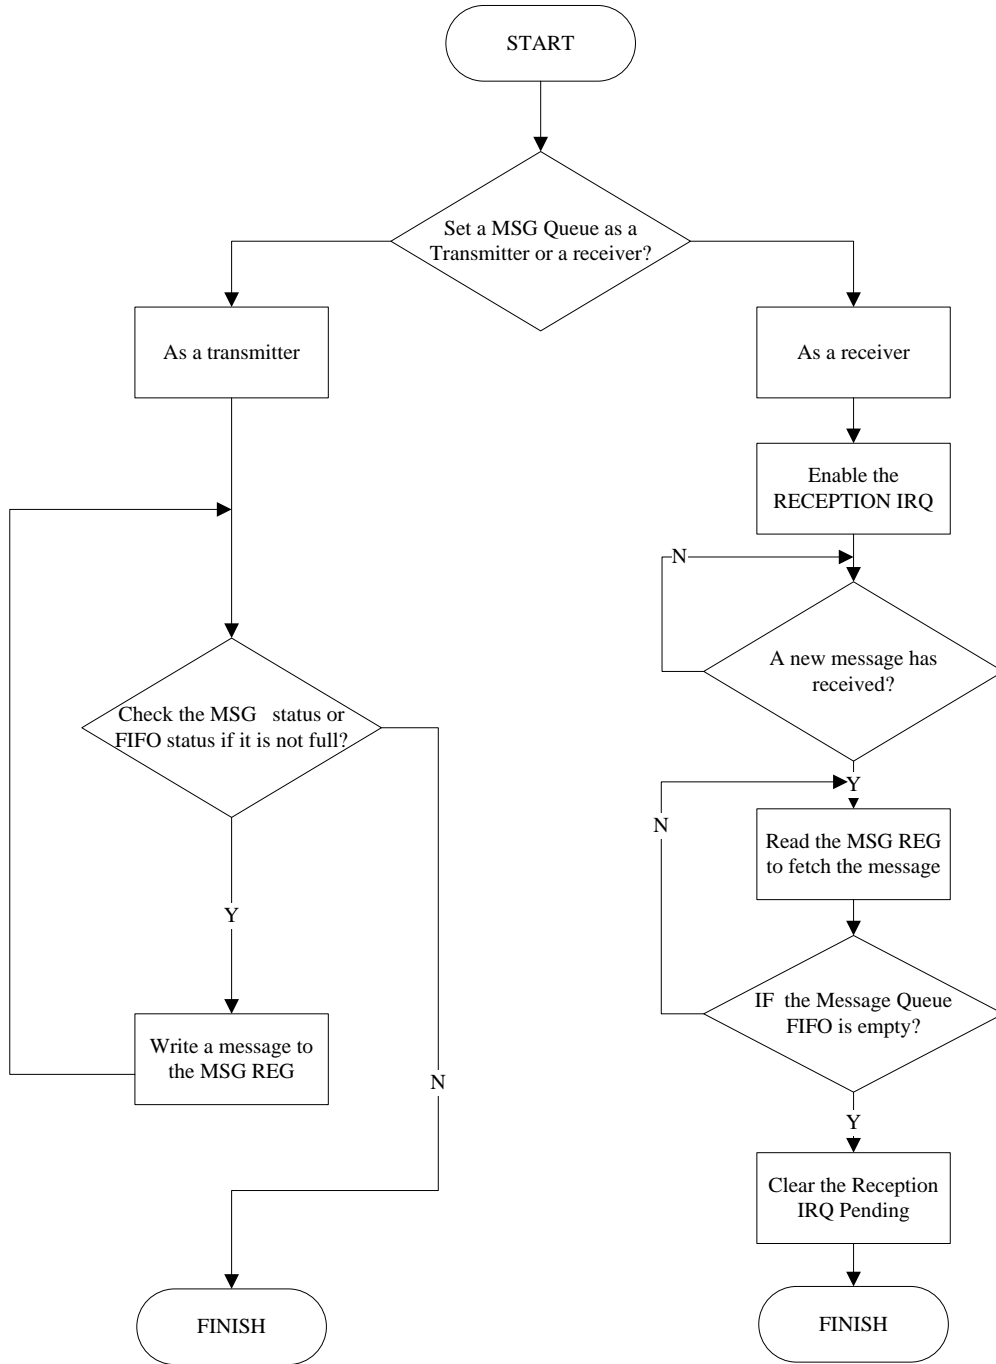 START
Set a MSG Queue as a
Transmitter or a receiver?
As a transmitter
As a receiver
Enable the
RECEPTION IRQ
N
A new message has
received?
Check the MSG   status or
FIFO status if it is not full?
Y
N
Read the MSG REG
to fetch the message
Y
IF  the Message Queue
FIFO is empty?
Write a message to
the MSG REG
N
Y
Clear the Reception
IRQ Pending
FINISH
FINISH